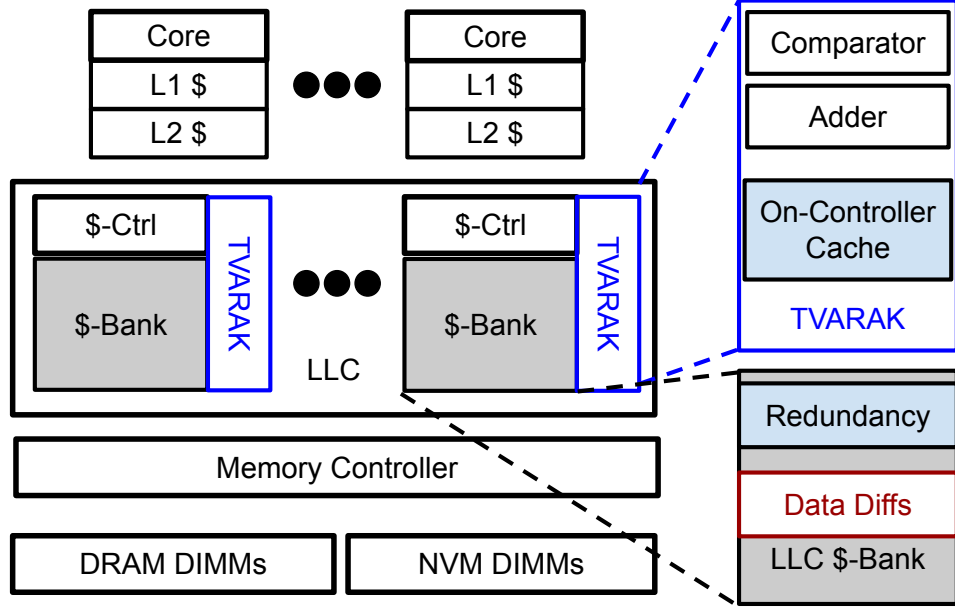 Core
L1 $
L2 $
Core
L1 $
L2 $
$-Ctrl
$-Bank
TVARAK
LLC
$-Ctrl
$-Bank
TVARAK
Memory Controller
DRAM DIMMs
NVM DIMMs
Comparator
Adder
On-Controller
Cache
TVARAK
Redundancy
Data Diffs
LLC $-Bank